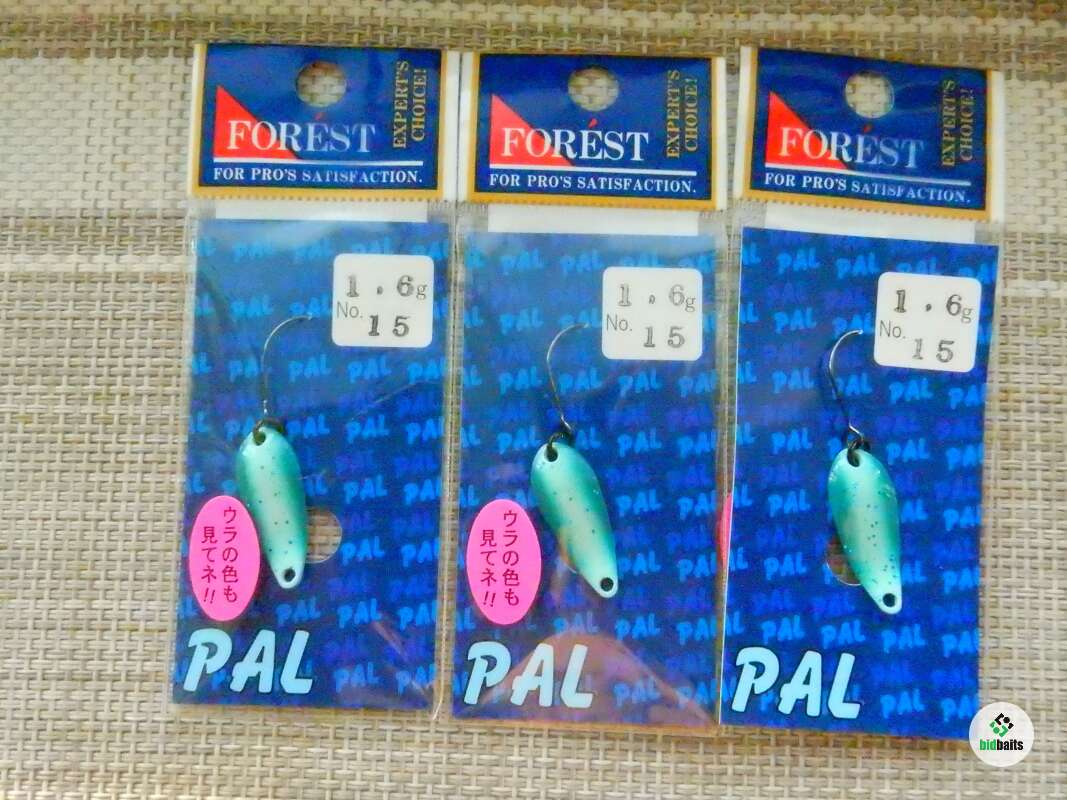 FORÉST
EXPERT'S
CHOICE!
FOR PRO'S SATISFACTION.
1.6g
No. 15
ウラの色も
見てネ!!
PAL
FORÉST
EXPERT'S
CHOICE!
FOR PRO'S SATISFACTION.
1.6g
No. 15
ウラの色も
見てネ!!
PAL
FORÉST
EXPERT'S
CHOICE!
FOR PRO'S SATISFACTION.
1.6g
No. 15
PAL
bidbaits